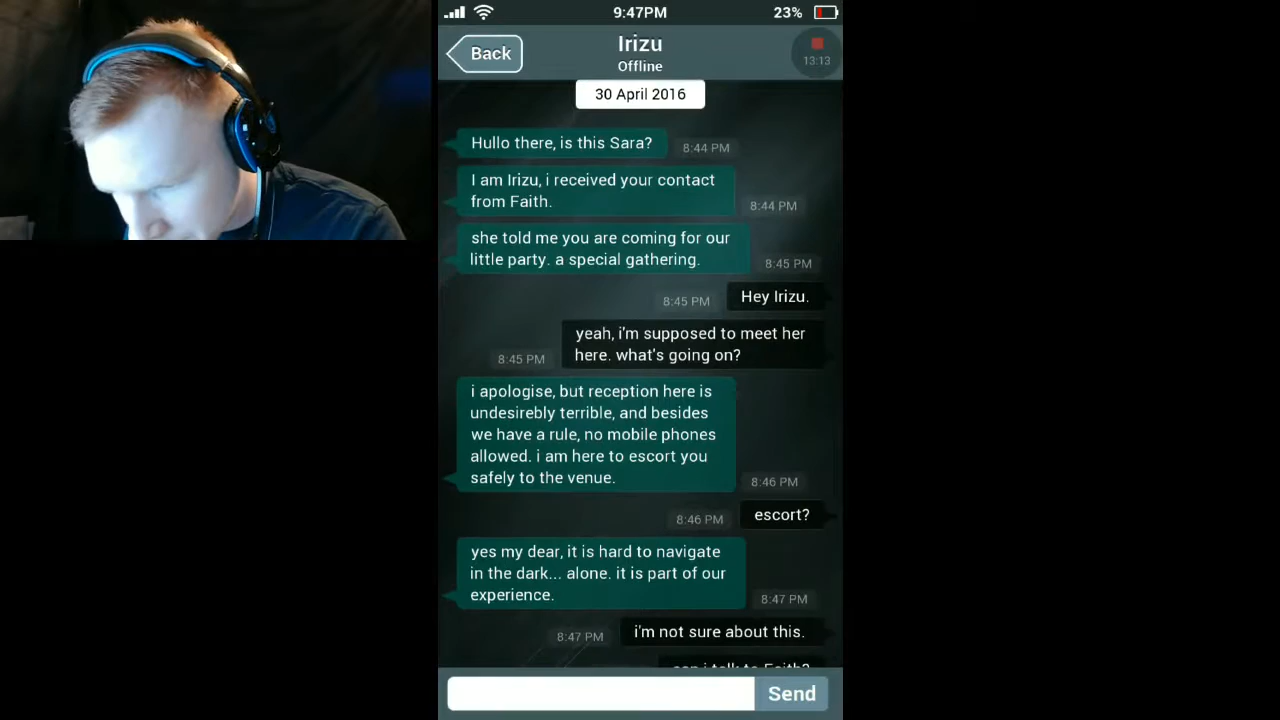 9:47PM
23%
Back
Irizu
Offline
13:13
30 April 2016
Hullo there, is this Sara?
8:44 PM
I am Irizu, i received your contact
from Faith.
8:44 PM
she told me you are coming for our
little party. a special gathering.
8:45 PM
Hey Irizu.
8:45 PM
yeah, i'm supposed to meet her
here. what's going on?
8:45 PM
i apologise, but reception here is
undesirebly terrible, and besides
we have a rule, no mobile phones
allowed. i am here to escort you
safely to the venue.
8:46 PM
escort?
8:46 PM
yes my dear, it is hard to navigate
in the dark... alone. it is part of our
experience.
8:47 PM
i'm not sure about this.
8:47 PM
can i talk to Faith?
Send